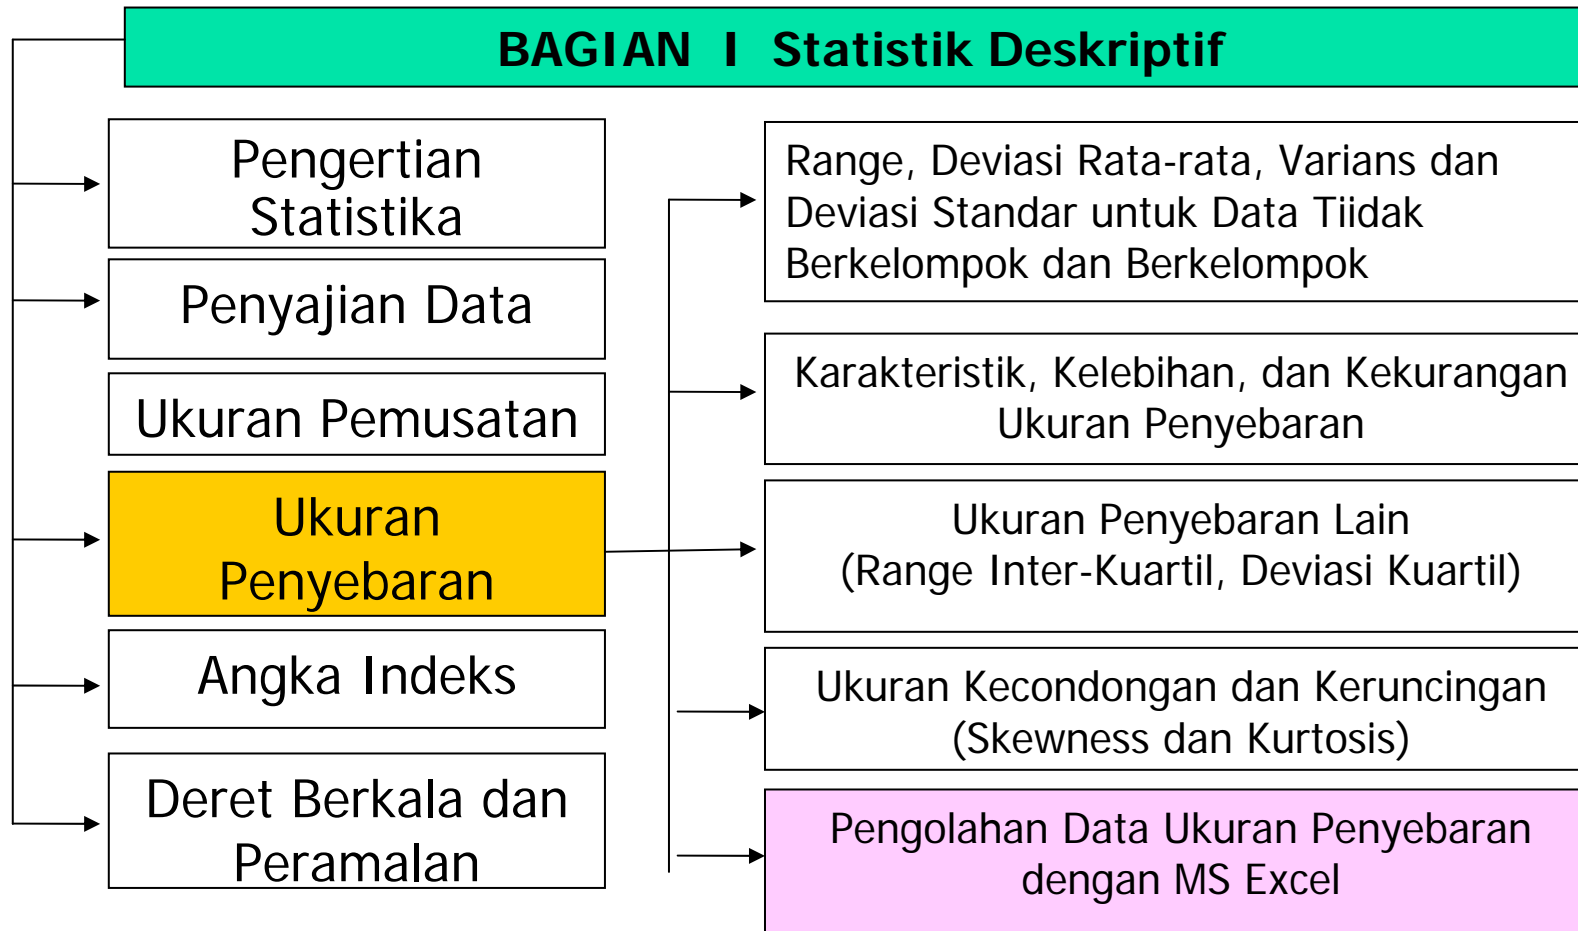 BAGIAN I Statistik Deskriptif
Pengertian
Statistika
Penyajian Data
Ukuran Pemusatan
Ukuran
Penyebaran
Angka Indeks
Deret Berkala dan
Peramalan
Range, Deviasi Rata-rata, Varians dan
Deviasi Standar untuk Data Tiidak
Berkelompok dan Berkelompok
Karakteristik, Kelebihan, dan Kekurangan
Ukuran Penyebaran
Ukuran Penyebaran Lain
(Range Inter-Kuartil, Deviasi Kuartil)
Ukuran Kecondongan dan Keruncingan
(Skewness dan Kurtosis)
Pengolahan Data Ukuran Penyebaran
dengan MS Excel